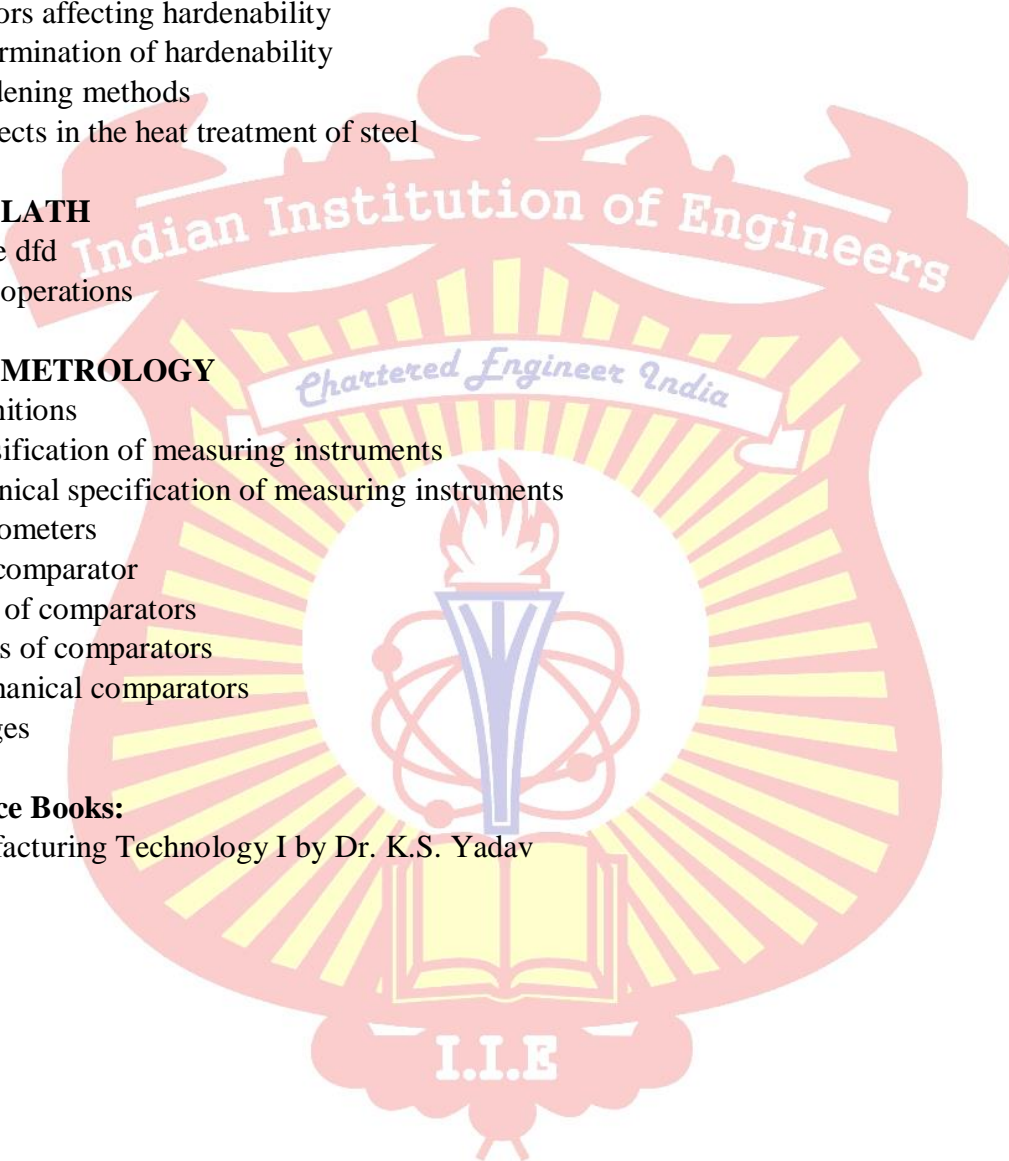 ors affecting hardenability
rmination of hardenability
dening methods
ects in the heat treatment of steel
LATH
e dfd
operations
METROLOGY
nitions
sification of measuring instruments
nical specification of measuring instruments
ometers
comparator
of comparators
s of comparators
hanical comparators
ges
ce Books:
facturing Technology I by Dr. K.S. Yadav
Indian Institution of Engineers
Chartered Engineer India
I.I.E